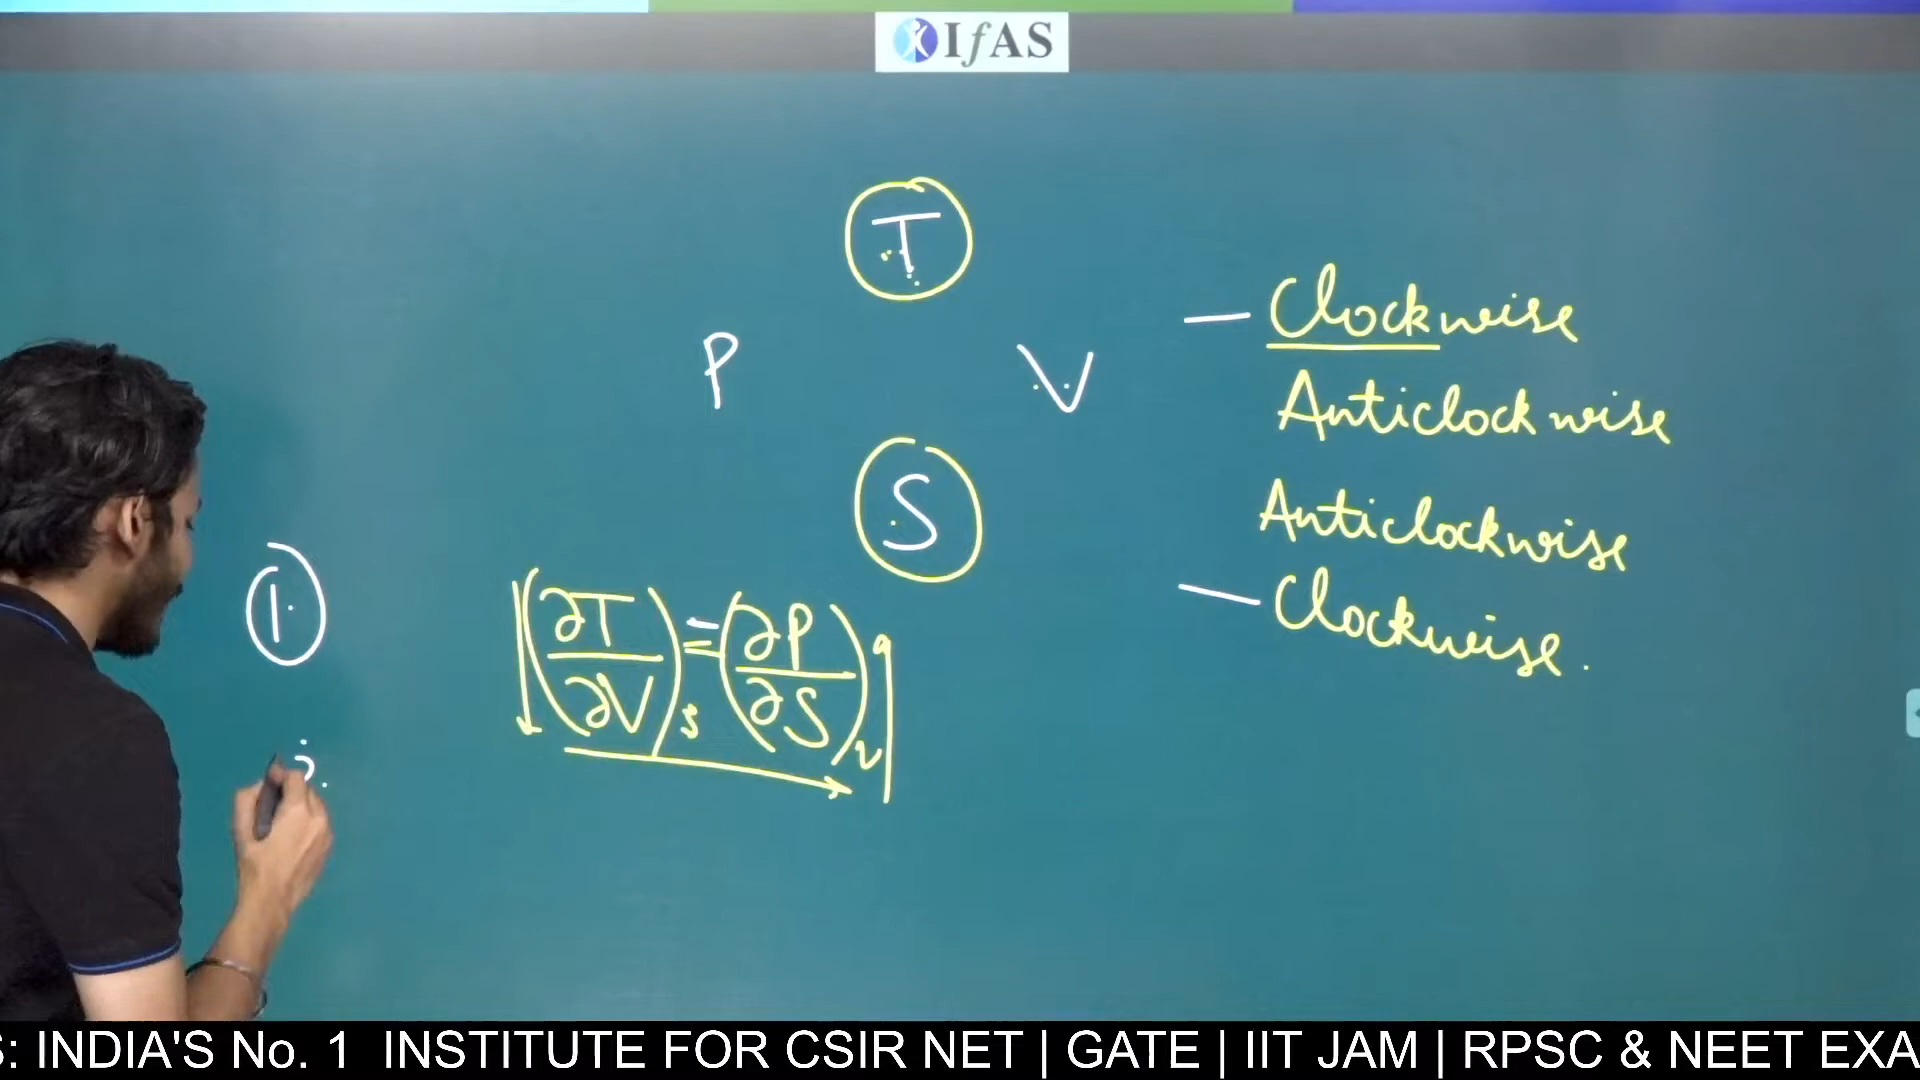 IfAS
T
P V
S
— Clockwise
Anticlockwise
Anticlockwise
— Clockwise.
① (∂T/∂V)s = - (∂P/∂S)v
S: INDIA'S No. 1 INSTITUTE FOR CSIR NET | GATE | IIT JAM | RPSC & NEET EXA